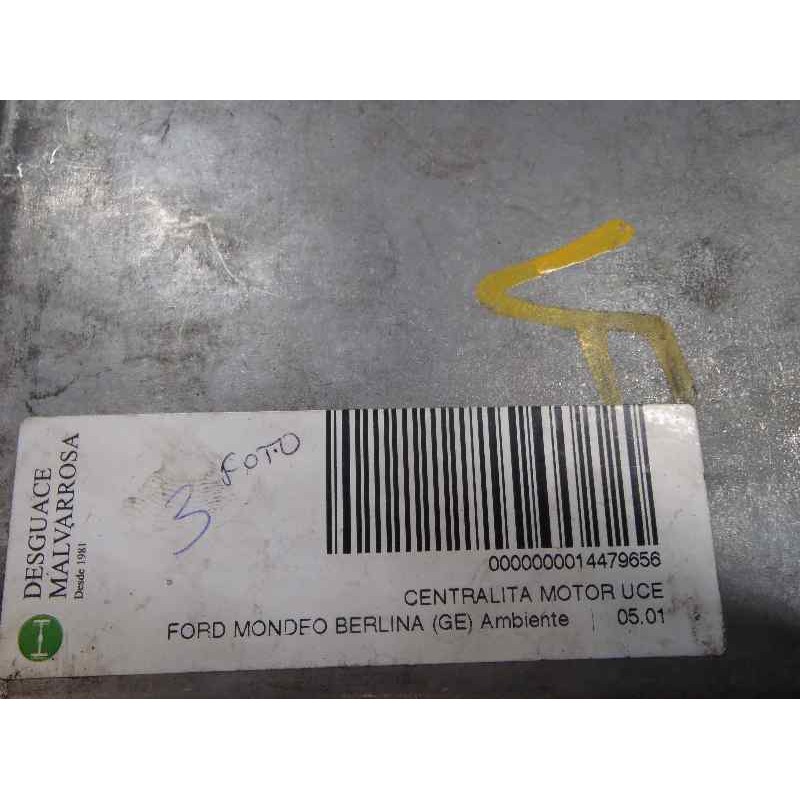 DESGUACE
MALVARROSA
Desde 1981
3 FOTO
0000000014479656
CENTRALITA MOTOR UCE
FORD MONDEO BERLINA (GE) Ambiente | 05.01